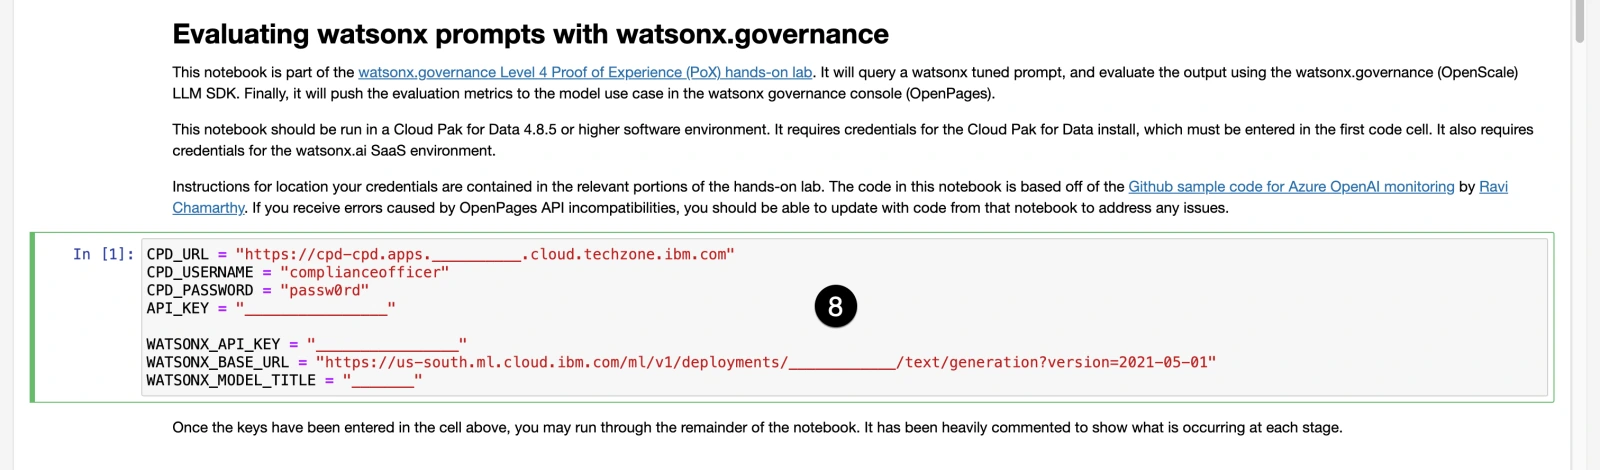 Evaluating watsonx prompts with watsonx.governance
This notebook is part of the watsonx.governance Level 4 Proof of Experience (PoX) hands-on lab. It will query a watsonx tuned prompt, and evaluate the output using the watsonx.governance (OpenScale)
LLM SDK. Finally, it will push the evaluation metrics to the model use case in the watsonx governance console (OpenPages).
This notebook should be run in a Cloud Pak for Data 4.8.5 or higher software environment. It requires credentials for the Cloud Pak for Data install, which must be entered in the first code cell. It also requires
credentials for the watsonx.ai SaaS environment.
Instructions for location your credentials are contained in the relevant portions of the hands-on lab. The code in this notebook is based off of the Github sample code for Azure OpenAI monitoring by Ravi
Chamarthy. If you receive errors caused by OpenPages API incompatibilities, you should be able to update with code from that notebook to address any issues.
In [1]: CPD_URL = "https://cpd-cpd.apps.__________.cloud.techzone.ibm.com"
CPD_USERNAME = "complianceofficer"
CPD_PASSWORD = "passw0rd"
API_KEY = "________________"
8
WATSONX_API_KEY = "________________"
WATSONX_BASE_URL = "https://us-south.ml.cloud.ibm.com/ml/v1/deployments/____________/text/generation?version=2021-05-01"
WATSONX_MODEL_TITLE = "_______"
Once the keys have been entered in the cell above, you may run through the remainder of the notebook. It has been heavily commented to show what is occurring at each stage.